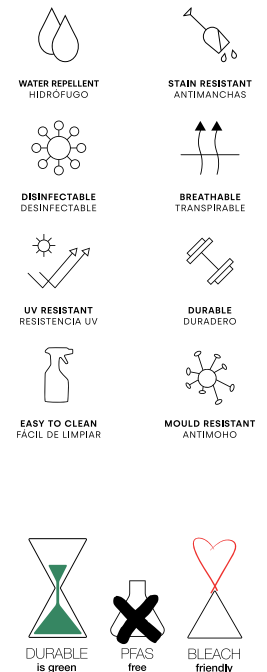 WATER REPELLENT
HIDRÓFUGO
STAIN RESISTANT
ANTIMANCHAS
DISINFECTABLE
DESINFECTABLE
BREATHABLE
TRANSPIRABLE
UV RESISTANT
RESISTENCIA UV
DURABLE
DURADERO
EASY TO CLEAN
FÁCIL DE LIMPIAR
MOULD RESISTANT
ANTIMOHO
DURABLE
is green
PFAS
free
BLEACH
friendly